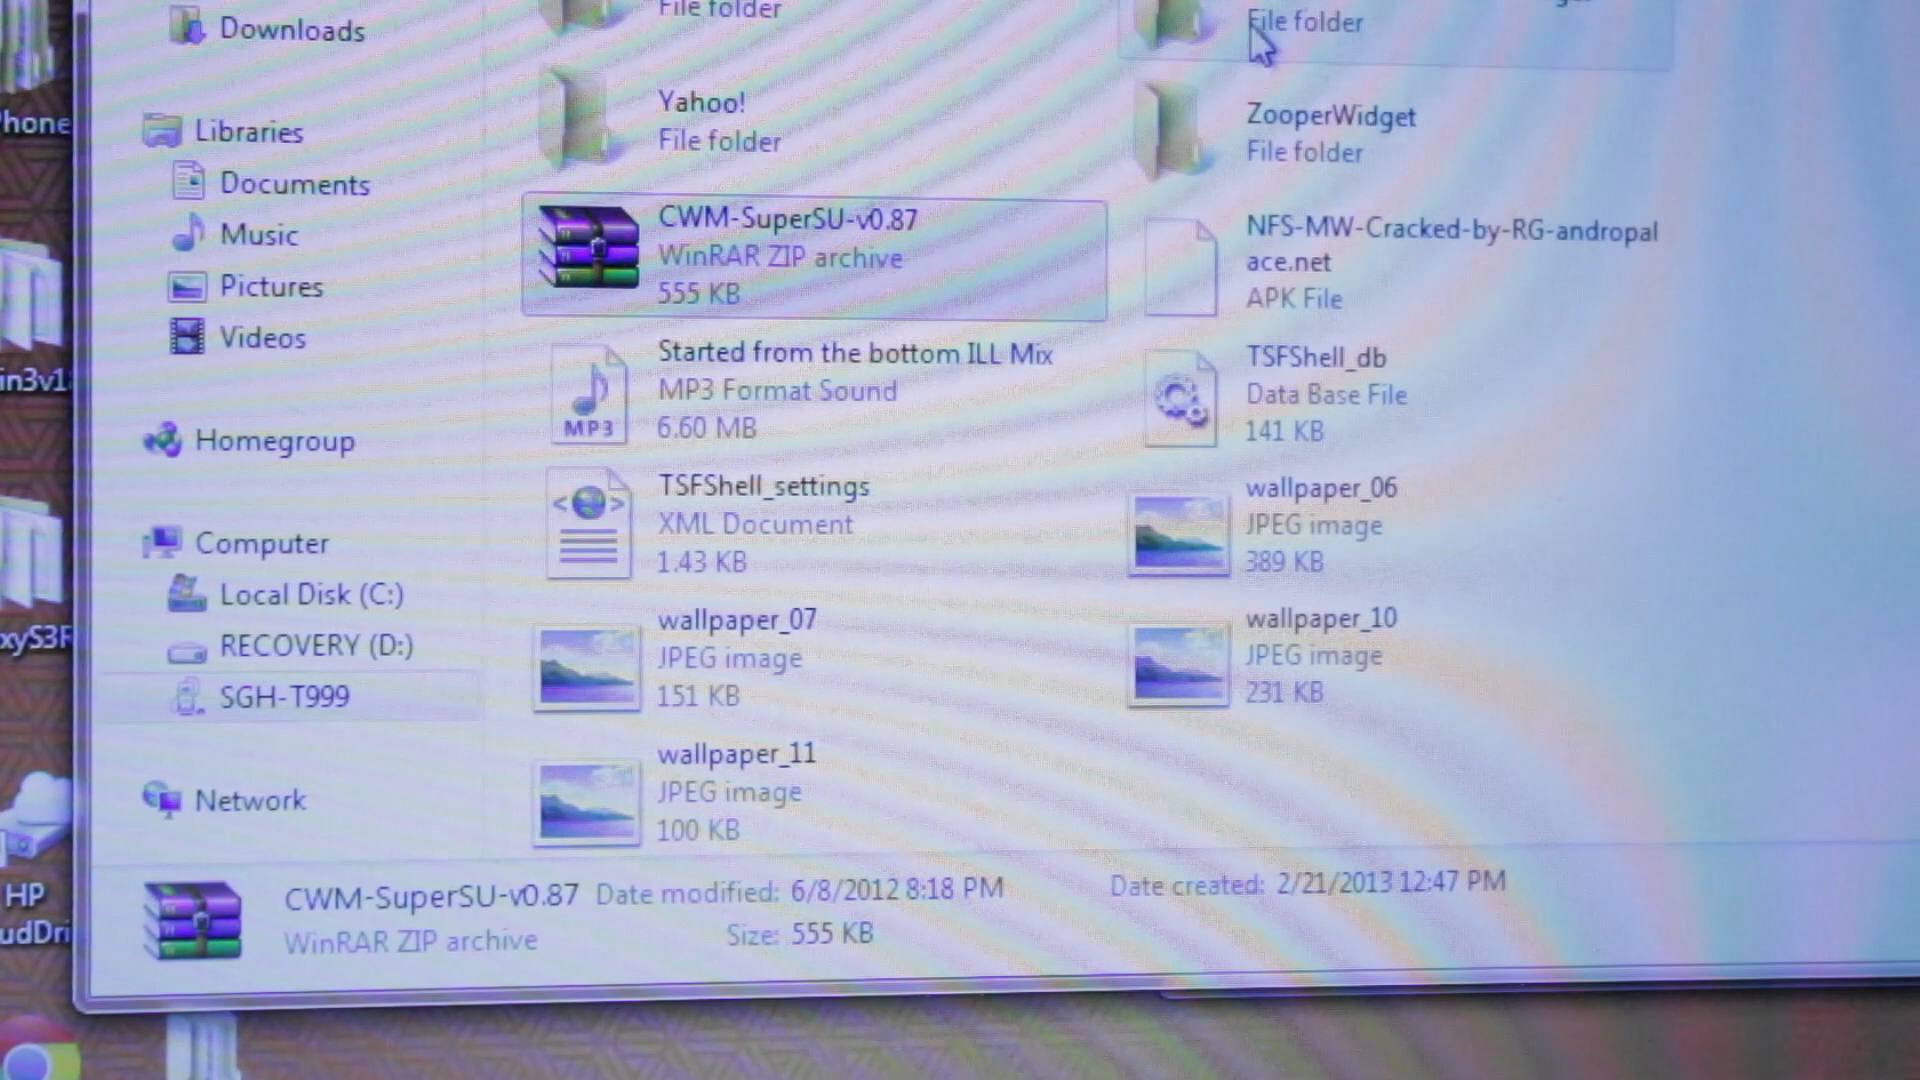 Downloads
Libraries
Documents
Music
Pictures
Videos
Homegroup
Computer
Local Disk (C:)
RECOVERY (D:)
SGH-T999
Network
File folder
File folder
Yahoo!
File folder
ZooperWidget
File folder
CWM-SuperSU-v0.87
WinRAR ZIP archive
555 KB
NFS-MW-Cracked-by-RG-andropal
ace.net
APK File
Started from the bottom ILL Mix
MP3 Format Sound
6.60 MB
MP3
TSFShell_db
Data Base File
141 KB
TSFShell_settings
XML Document
1.43 KB
wallpaper_06
JPEG image
389 KB
wallpaper_07
JPEG image
151 KB
wallpaper_10
JPEG image
231 KB
wallpaper_11
JPEG image
100 KB
CWM-SuperSU-v0.87 Date modified: 6/8/2012 8:18 PM Date created: 2/21/2013 12:47 PM
WinRAR ZIP archive Size: 555 KB
HP